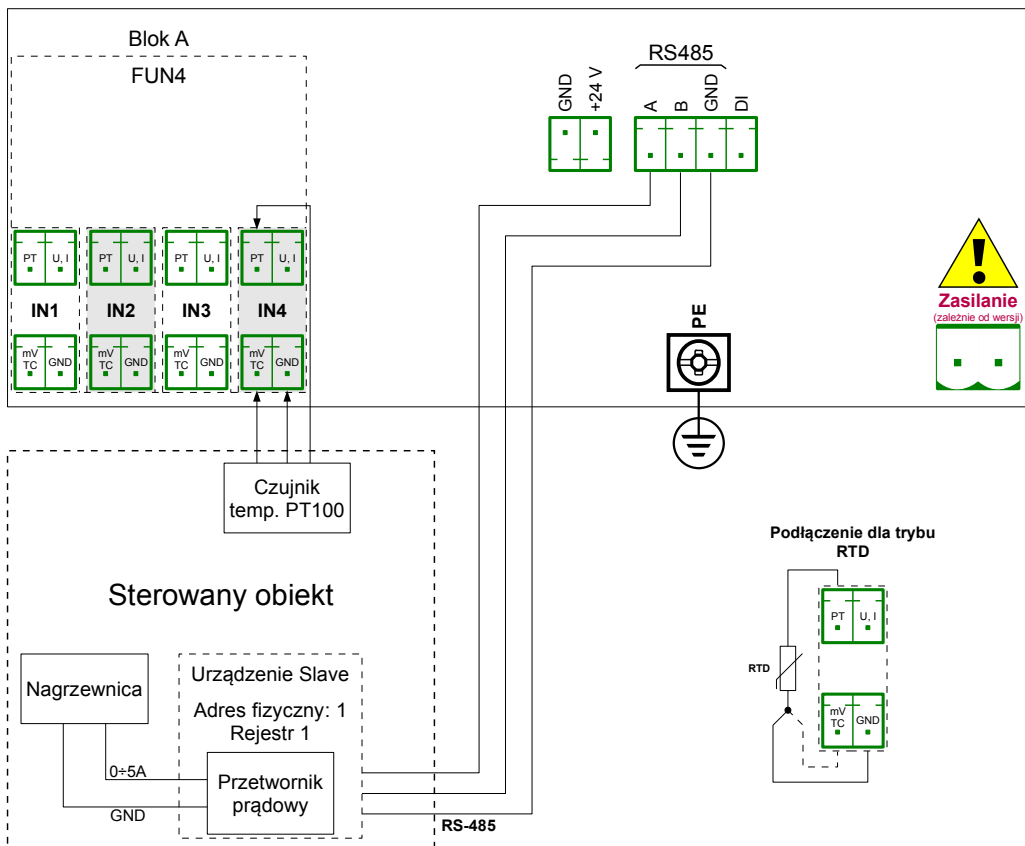 Blok A
FUN4
RS485
GND
+24 V
A
B
GND
DI
PT
U, I
PT
U, I
PT
U, I
PT
U, I
IN1
IN2
IN3
IN4
mV
TC
GND
mV
TC
GND
mV
TC
GND
mV
TC
GND
PE
Zasilanie
(zależnie od wersji)
Czujnik
temp. PT100
Sterowany obiekt
Nagrzewnica
0÷5A
GND
Urządzenie Slave
Adres fizyczny: 1
Rejestr 1
Przetwornik
prądowy
RS-485
Podłączenie dla trybu
RTD
PT
U, I
RTD
mV
TC
GND